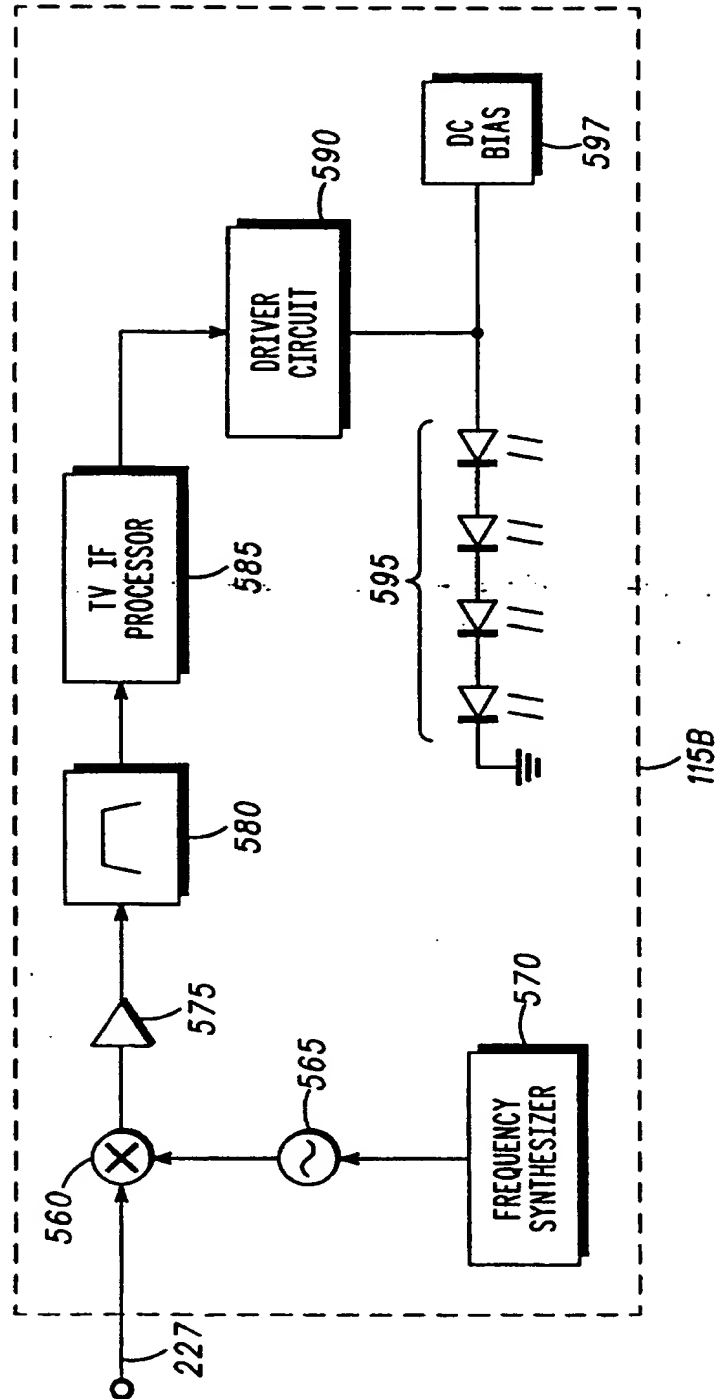 227
560
565
FREQUENCY
SYNTHESIZER
570
575
580
TV IF
PROCESSOR
585
DRIVER
CIRCUIT
590
595
DC
BIAS
597
115B